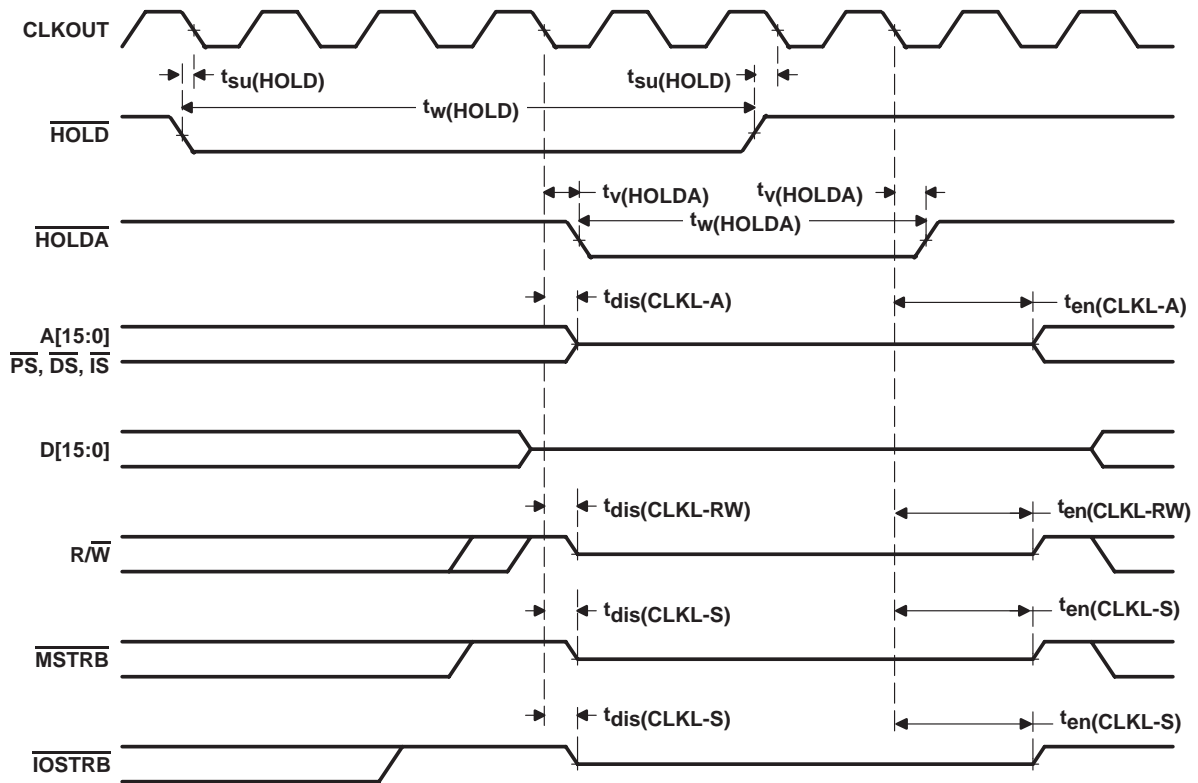 CLKOUT
tsu(HOLD)
tsu(HOLD)
tw(HOLD)
HOLD
tv(HOLDA)
tv(HOLDA)
tw(HOLDA)
HOLDA
tdis(CLKL-A)
ten(CLKL-A)
A[15:0]
PS, DS, IS
D[15:0]
tdis(CLKL-RW)
ten(CLKL-RW)
R/W
tdis(CLKL-S)
ten(CLKL-S)
MSTRB
tdis(CLKL-S)
ten(CLKL-S)
IOSTRB